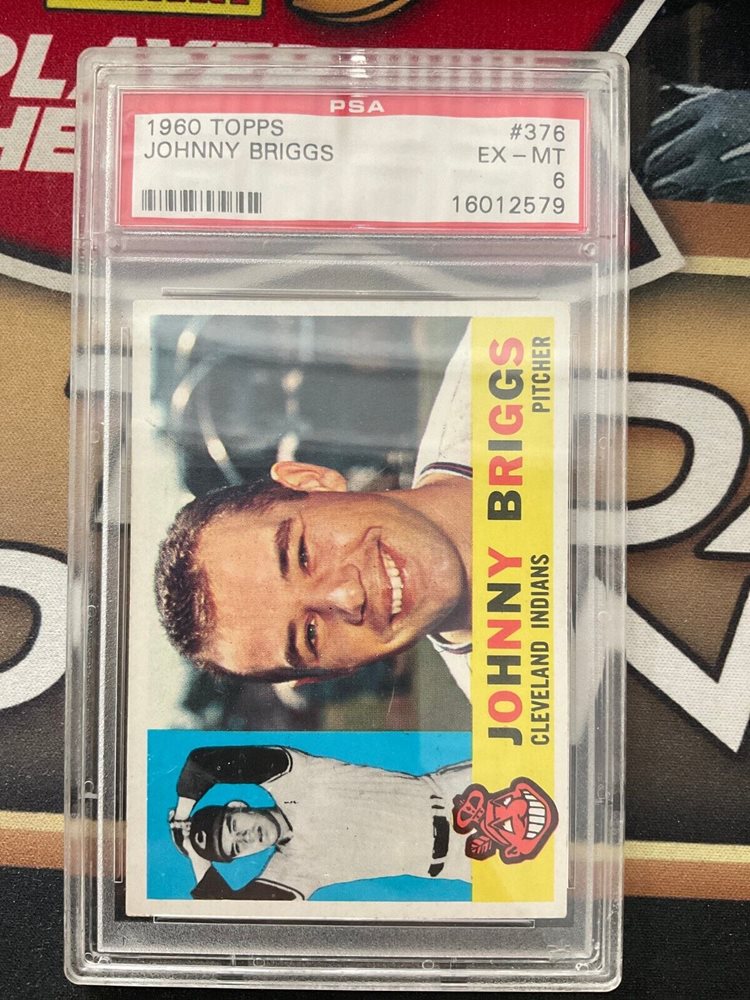 PSA
1960 TOPPS #376
JOHNNY BRIGGS EX-MT
6
16012579
JOHNNY BRIGGS
CLEVELAND INDIANS PITCHER
C